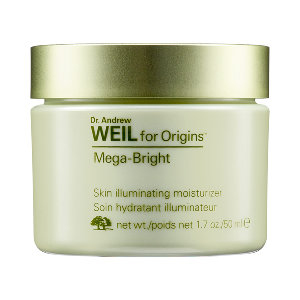 Dr. Andrew
WEIL for Origins™
Mega-Bright
Skin illuminating moisturizer
Soin hydratant illuminateur
net wt./poids net 1.7 oz./50 ml ℮